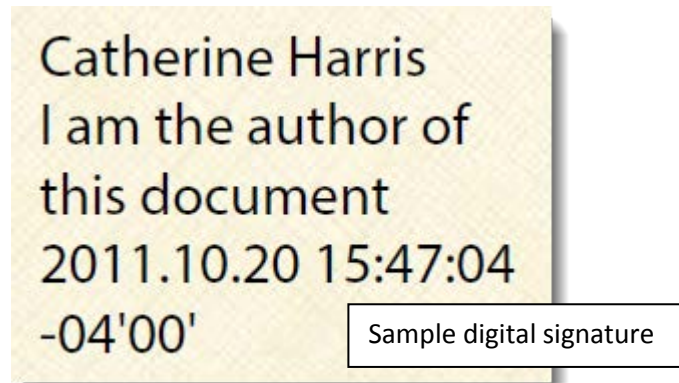 Catherine Harris
I am the author of
this document
2011.10.20 15:47:04
-04'00'
Sample digital signature